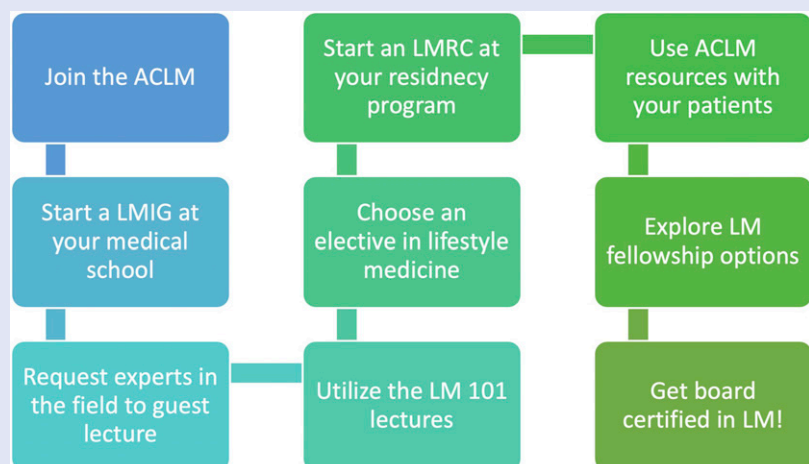 Join the ACLM
Start a LMIG at
your medical
school
Request experts in
the field to guest
lecture
Utilize the LM 101
lectures
Choose an
elective in lifestyle
medicine
Start an LMRC at
your residnecy
program
Use ACLM
resources with
your patients
Explore LM
fellowship options
Get board
certified in LM!